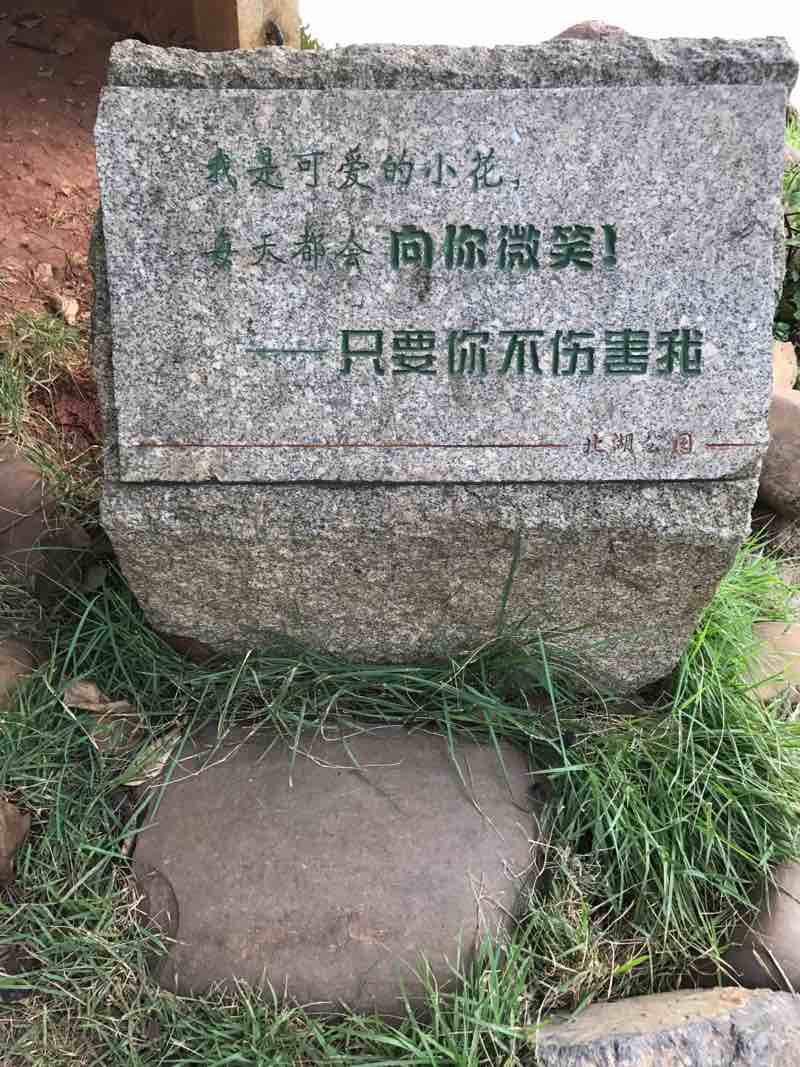 我是可爱的小花，
每天都会向你微笑！
——只要你不伤害我
北湖公园